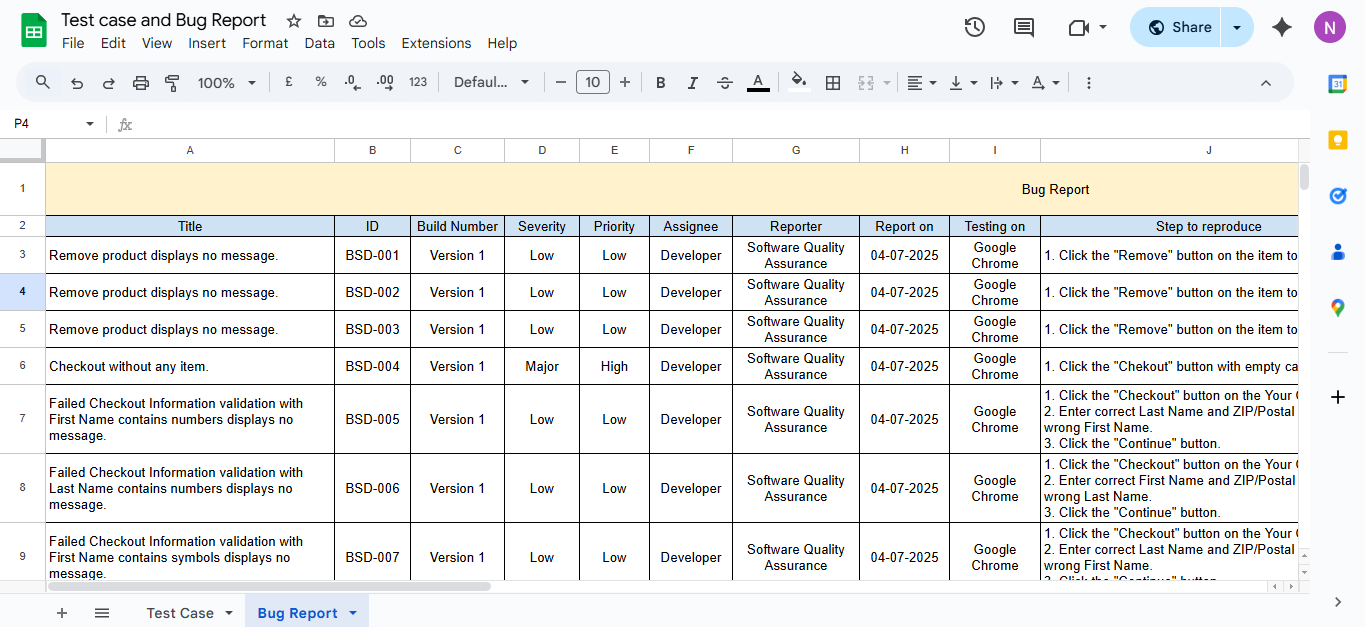 Test case and Bug Report
File Edit View Insert Format Data Tools Extensions Help
Share
N
100% £ % .0 .00 123 Defaul... − 10 + B I S A A
31
P4 fx
A B C D E F G H I J
1 Bug Report
2 Title ID Build Number Severity Priority Assignee Reporter Report on Testing on Step to reproduce
3 Remove product displays no message. BSD-001 Version 1 Low Low Developer Software Quality Assurance 04-07-2025 Google Chrome 1. Click the "Remove" button on the item to
4 Remove product displays no message. BSD-002 Version 1 Low Low Developer Software Quality Assurance 04-07-2025 Google Chrome 1. Click the "Remove" button on the item to
5 Remove product displays no message. BSD-003 Version 1 Low Low Developer Software Quality Assurance 04-07-2025 Google Chrome 1. Click the "Remove" button on the item to
6 Checkout without any item. BSD-004 Version 1 Major High Developer Software Quality Assurance 04-07-2025 Google Chrome 1. Click the "Chekout" button with empty ca
7 Failed Checkout Information validation with
First Name contains numbers displays no
message.
BSD-005 Version 1 Low Low Developer Software Quality Assurance 04-07-2025 Google Chrome
1. Click the "Checkout" button on the Your
2. Enter correct Last Name and ZIP/Postal
wrong First Name.
3. Click the "Continue" button.
8 Failed Checkout Information validation with
Last Name contains numbers displays no
message.
BSD-006 Version 1 Low Low Developer Software Quality Assurance 04-07-2025 Google Chrome
1. Click the "Checkout" button on the Your
2. Enter correct First Name and ZIP/Postal
wrong Last Name.
3. Click the "Continue" button.
9 Failed Checkout Information validation with
First Name contains symbols displays no
message.
BSD-007 Version 1 Low Low Developer Software Quality Assurance 04-07-2025 Google Chrome
1. Click the "Checkout" button on the Your
2. Enter correct Last Name and ZIP/Postal
wrong First Name.
3. Click the "Continue" button.
Test Case Bug Report